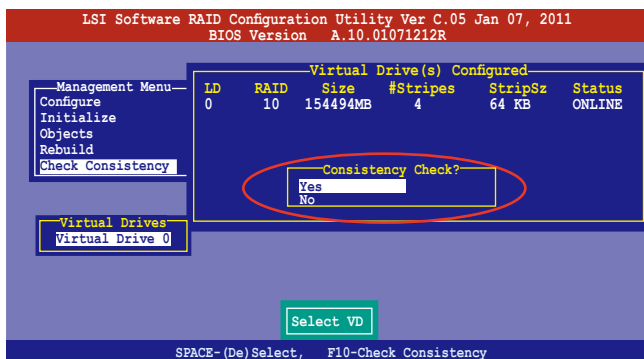 LSI Software RAID Configuration Utility Ver C.05 Jan 07, 2011
BIOS Version A.10.01071212R
Management Menu
Configure
Initialize
Objects
Rebuild
Check Consistency
Virtual Drive(s) Configured
LD RAID Size #Stripes StripSz Status
0 10 154494MB 4 64 KB ONLINE
Consistency Check?
Yes
No
Virtual Drives
Virtual Drive 0
Select VD
SPACE-(De)Select, F10-Check Consistency